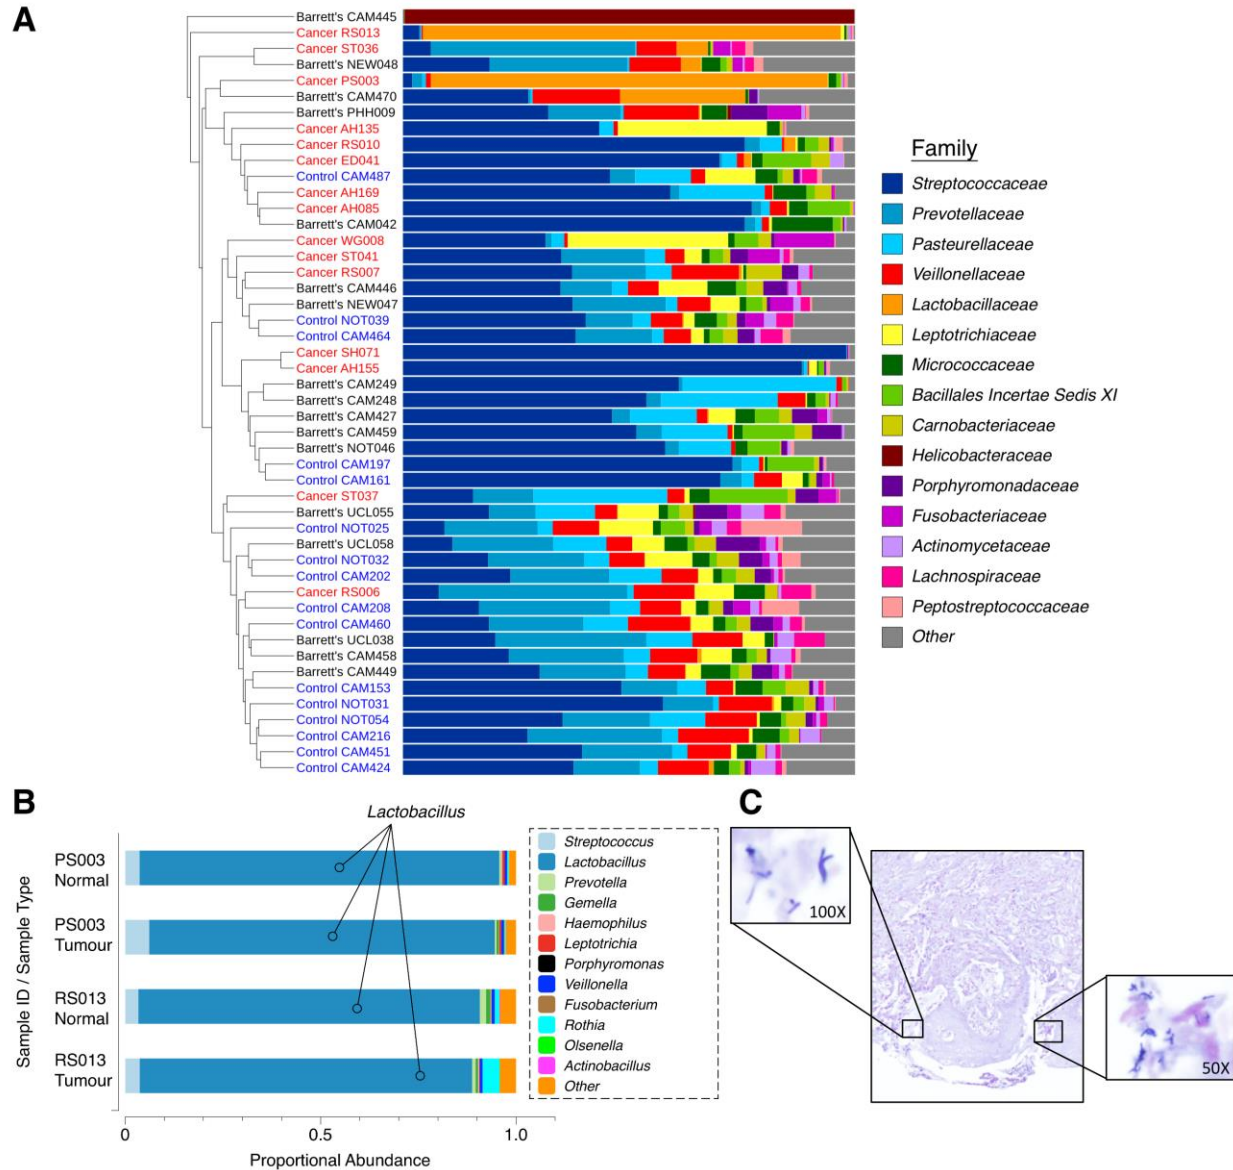 A
Barrett's CAM445
Cancer RS013
Cancer ST036
Barrett's NEW048
Cancer PS003
Barrett's CAM470
Barrett's PHH009
Cancer AH135
Cancer RS010
Cancer ED041
Control CAM487
Cancer AH169
Cancer AH085
Barrett's CAM042
Cancer WG008
Cancer ST041
Cancer RS007
Barrett's CAM446
Barrett's NEW047
Control NOT039
Control CAM464
Cancer SH071
Cancer AH155
Barrett's CAM249
Barrett's CAM248
Barrett's CAM427
Barrett's CAM459
Barrett's NOT046
Control CAM197
Control CAM161
Cancer ST037
Barrett's UCL055
Control NOT025
Barrett's UCL058
Control NOT032
Control CAM202
Cancer RS006
Control CAM208
Control CAM460
Barrett's UCL038
Barrett's CAM458
Barrett's CAM449
Control CAM153
Control NOT031
Control NOT054
Control CAM216
Control CAM451
Control CAM424
Family
Streptococcaceae
Prevotellaceae
Pasteurellaceae
Veillonellaceae
Lactobacillaceae
Leptotrichiaceae
Micrococcaceae
Bacillales Incertae Sedis XI
Carnobacteriaceae
Helicobacteraceae
Porphyromonadaceae
Fusobacteriaceae
Actinomycetaceae
Lachnospiraceae
Peptostreptococcaceae
Other
B
Lactobacillus
Sample ID / Sample Type
PS003
Normal
PS003
Tumour
RS013
Normal
RS013
Tumour
0
0.5
1.0
Proportional Abundance
Streptococcus
Lactobacillus
Prevotella
Gemella
Haemophilus
Leptotrichia
Porphyromonas
Veillonella
Fusobacterium
Rothia
Olsenella
Actinobacillus
Other
C
100X
50X